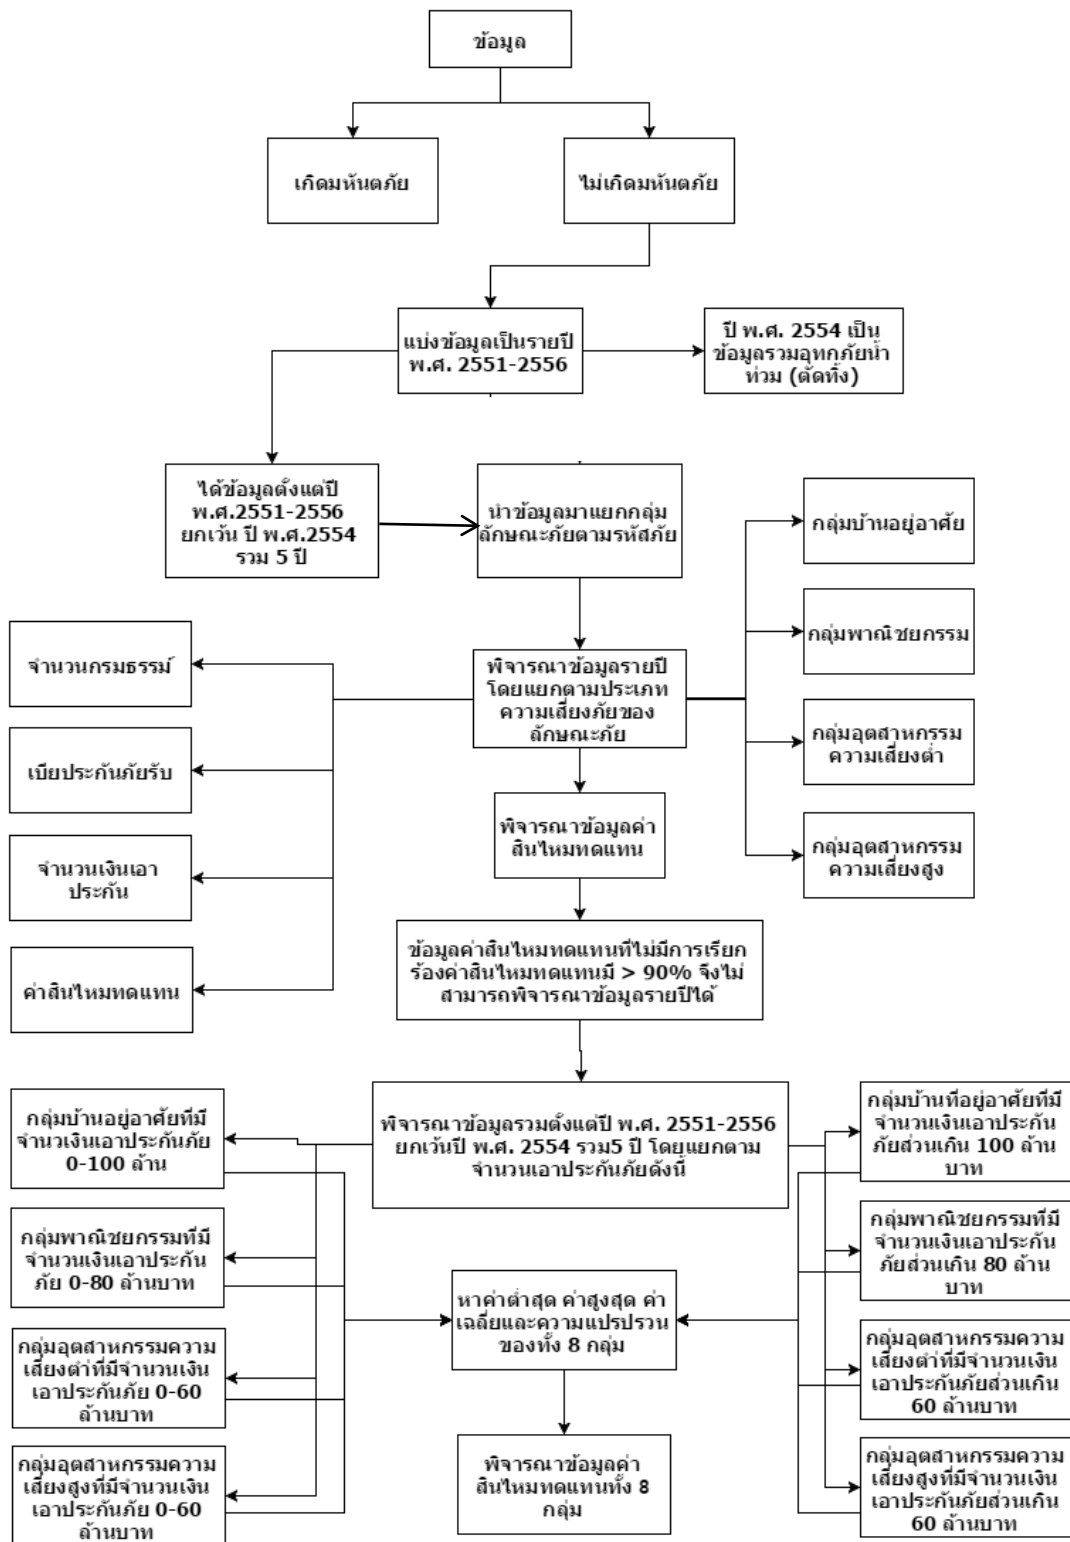 ข้อมูล
เกิดมหันตภัย
ไม่เกิดมหันตภัย
แบ่งข้อมูลเป็นรายปี
พ.ศ. 2551-2556
ปี พ.ศ. 2554 เป็น
ข้อมูลรวมอุทกภัยน้ำ
ท่วม (ตัดทิ้ง)
ได้ข้อมูลตั้งแต่ปี
พ.ศ.2551-2556
ยกเว้น ปี พ.ศ.2554
รวม 5 ปี
นำข้อมูลมาแยกกลุ่ม
ลักษณะภัยตามรหัสภัย
กลุ่มบ้านอยู่อาศัย
กลุ่มพาณิชยกรรม
กลุ่มอุตสาหกรรม
ความเสี่ยงต่ำ
กลุ่มอุตสาหกรรม
ความเสี่ยงสูง
พิจารณาข้อมูลรายปี
โดยแยกตามประเภท
ความเสี่ยงภัยของ
ลักษณะภัย
จำนวนกรมธรรม์
เบี้ยประกันภัยรับ
จำนวนเงินเอา
ประกัน
ค่าสินไหมทดแทน
พิจารณาข้อมูลค่า
สินไหมทดแทน
ข้อมูลค่าสินไหมทดแทนที่ไม่มีการเรียก
ร้องค่าสินไหมทดแทนมี > 90% จึงไม่
สามารถพิจารณาข้อมูลรายปีได้
พิจารณาข้อมูลรวมตั้งแต่ปี พ.ศ. 2551-2556
ยกเว้นปี พ.ศ. 2554 รวม5 ปี โดยแยกตาม
จำนวนเอาประกันภัยดังนี้
กลุ่มบ้านอยู่อาศัยที่มี
จำนวเงินเอาประกันภัย
0-100 ล้าน
กลุ่มพาณิชยกรรมที่มี
จำนวนเงินเอาประกัน
ภัย 0-80 ล้านบาท
กลุ่มอุตสาหกรรมความ
เสี่ยงต่ำที่มีจำนวนเงิน
เอาประกันภัย 0-60
ล้านบาท
กลุ่มอุตสาหกรรมความ
เสี่ยงสูงที่มีจำนวนเงิน
เอาประกันภัย 0-60
ล้านบาท
กลุ่มบ้านที่อยู่อาศัยที่มี
จำนวนเงินเอาประกัน
ภัยส่วนเกิน 100 ล้าน
บาท
กลุ่มพาณิชยกรรมที่มี
จำนวนเงินเอาประกัน
ภัยส่วนเกิน 80 ล้าน
บาท
กลุ่มอุตสาหกรรมความ
เสี่ยงต่ำที่มีจำนวนเงิน
เอาประกันภัยส่วนเกิน
60 ล้านบาท
กลุ่มอุตสาหกรรมความ
เสี่ยงสูงที่มีจำนวนเงิน
เอาประกันภัยส่วนเกิน
60 ล้านบาท
หาค่าต่ำสุด ค่าสูงสุด ค่า
เฉลี่ยและความแปรปรวน
ของทั้ง 8 กลุ่ม
พิจารณาข้อมูลค่า
สินไหมทดแทนทั้ง 8
กลุ่ม